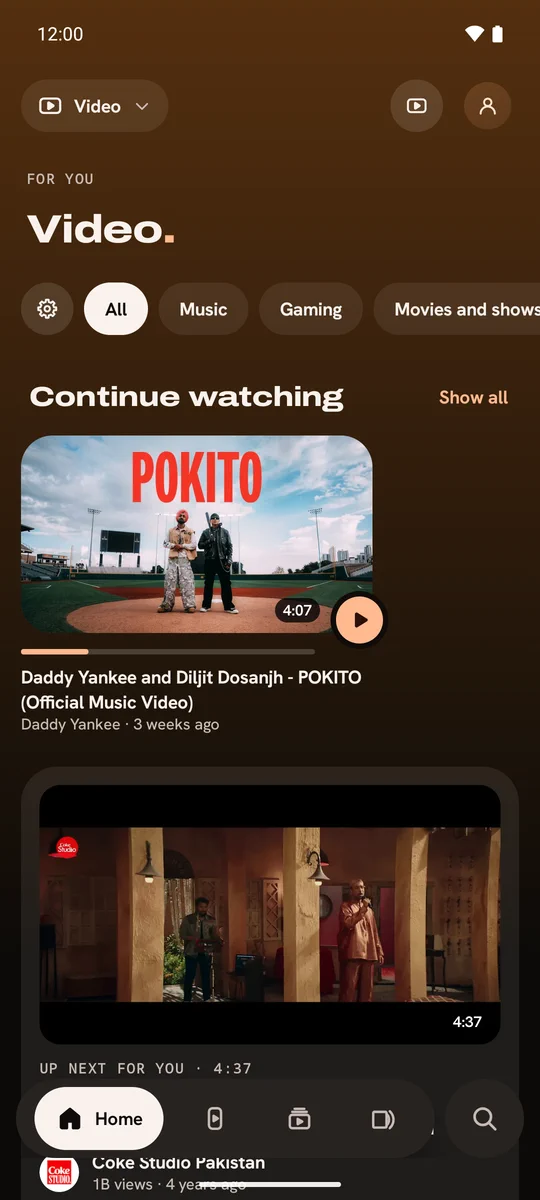 12:00
Video
FOR YOU
Video.
All
Music
Gaming
Movies and shows
Continue watching
Show all
POKITO
4:07
Daddy Yankee and Diljit Dosanjh - POKITO
(Official Music Video)
Daddy Yankee · 3 weeks ago
Coke
Studio
4:37
UP NEXT FOR YOU · 4:37
Home
Coke
STUDIO
Coke Studio Pakistan
1B views · 4 years ago